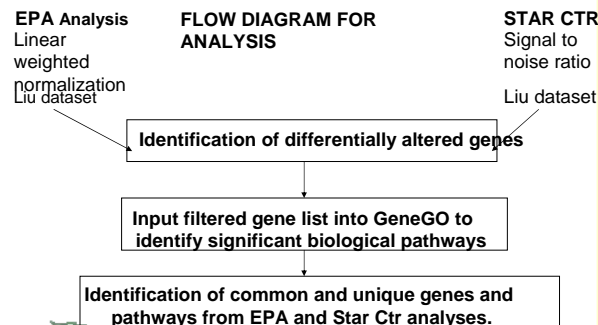 EPA Analysis
Linear
weighted
normalization
Liu dataset
FLOW DIAGRAM FOR
ANALYSIS
STAR CTR
Signal to
noise ratio
Liu dataset
Identification of differentially altered genes
Input filtered gene list into GeneGO to
identify significant biological pathways
Identification of common and unique genes and
pathways from EPA and Star Ctr analyses.